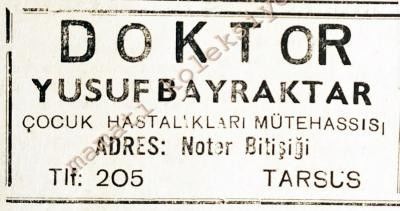 DOKTOR
YUSUF BAYRAKTAR
ÇOCUK HASTALIKLARI MÜTEHASSISI
ADRES: Noter Bitişiği
Tlf: 205 TARSUS